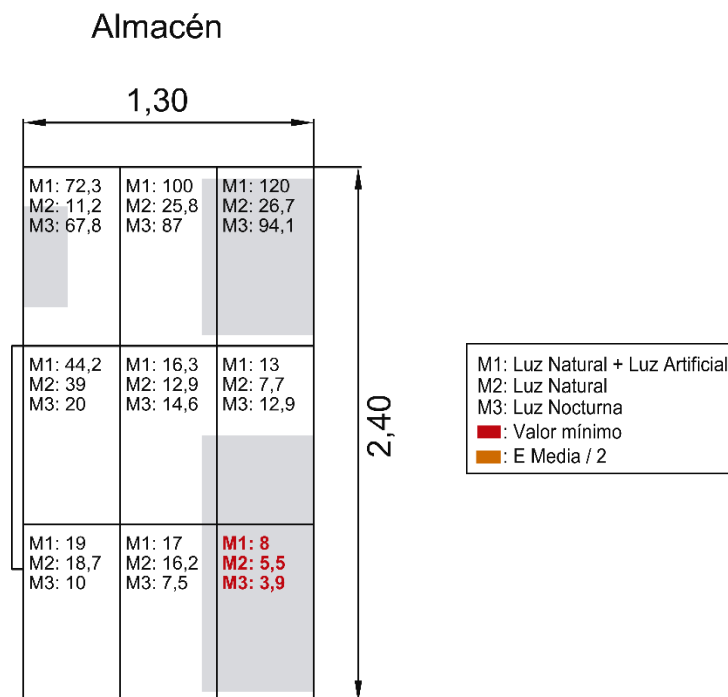 Almacén
1,30
M1: 72,3
M2: 11,2
M3: 67,8
M1: 100
M2: 25,8
M3: 87
M1: 120
M2: 26,7
M3: 94,1
M1: 44,2
M2: 39
M3: 20
M1: 16,3
M2: 12,9
M3: 14,6
M1: 13
M2: 7,7
M3: 12,9
2,40
M1: 19
M2: 18,7
M3: 10
M1: 17
M2: 16,2
M3: 7,5
M1: 8
M2: 5,5
M3: 3,9
M1: Luz Natural + Luz Artificial
M2: Luz Natural
M3: Luz Nocturna
: Valor mínimo
: E Media / 2